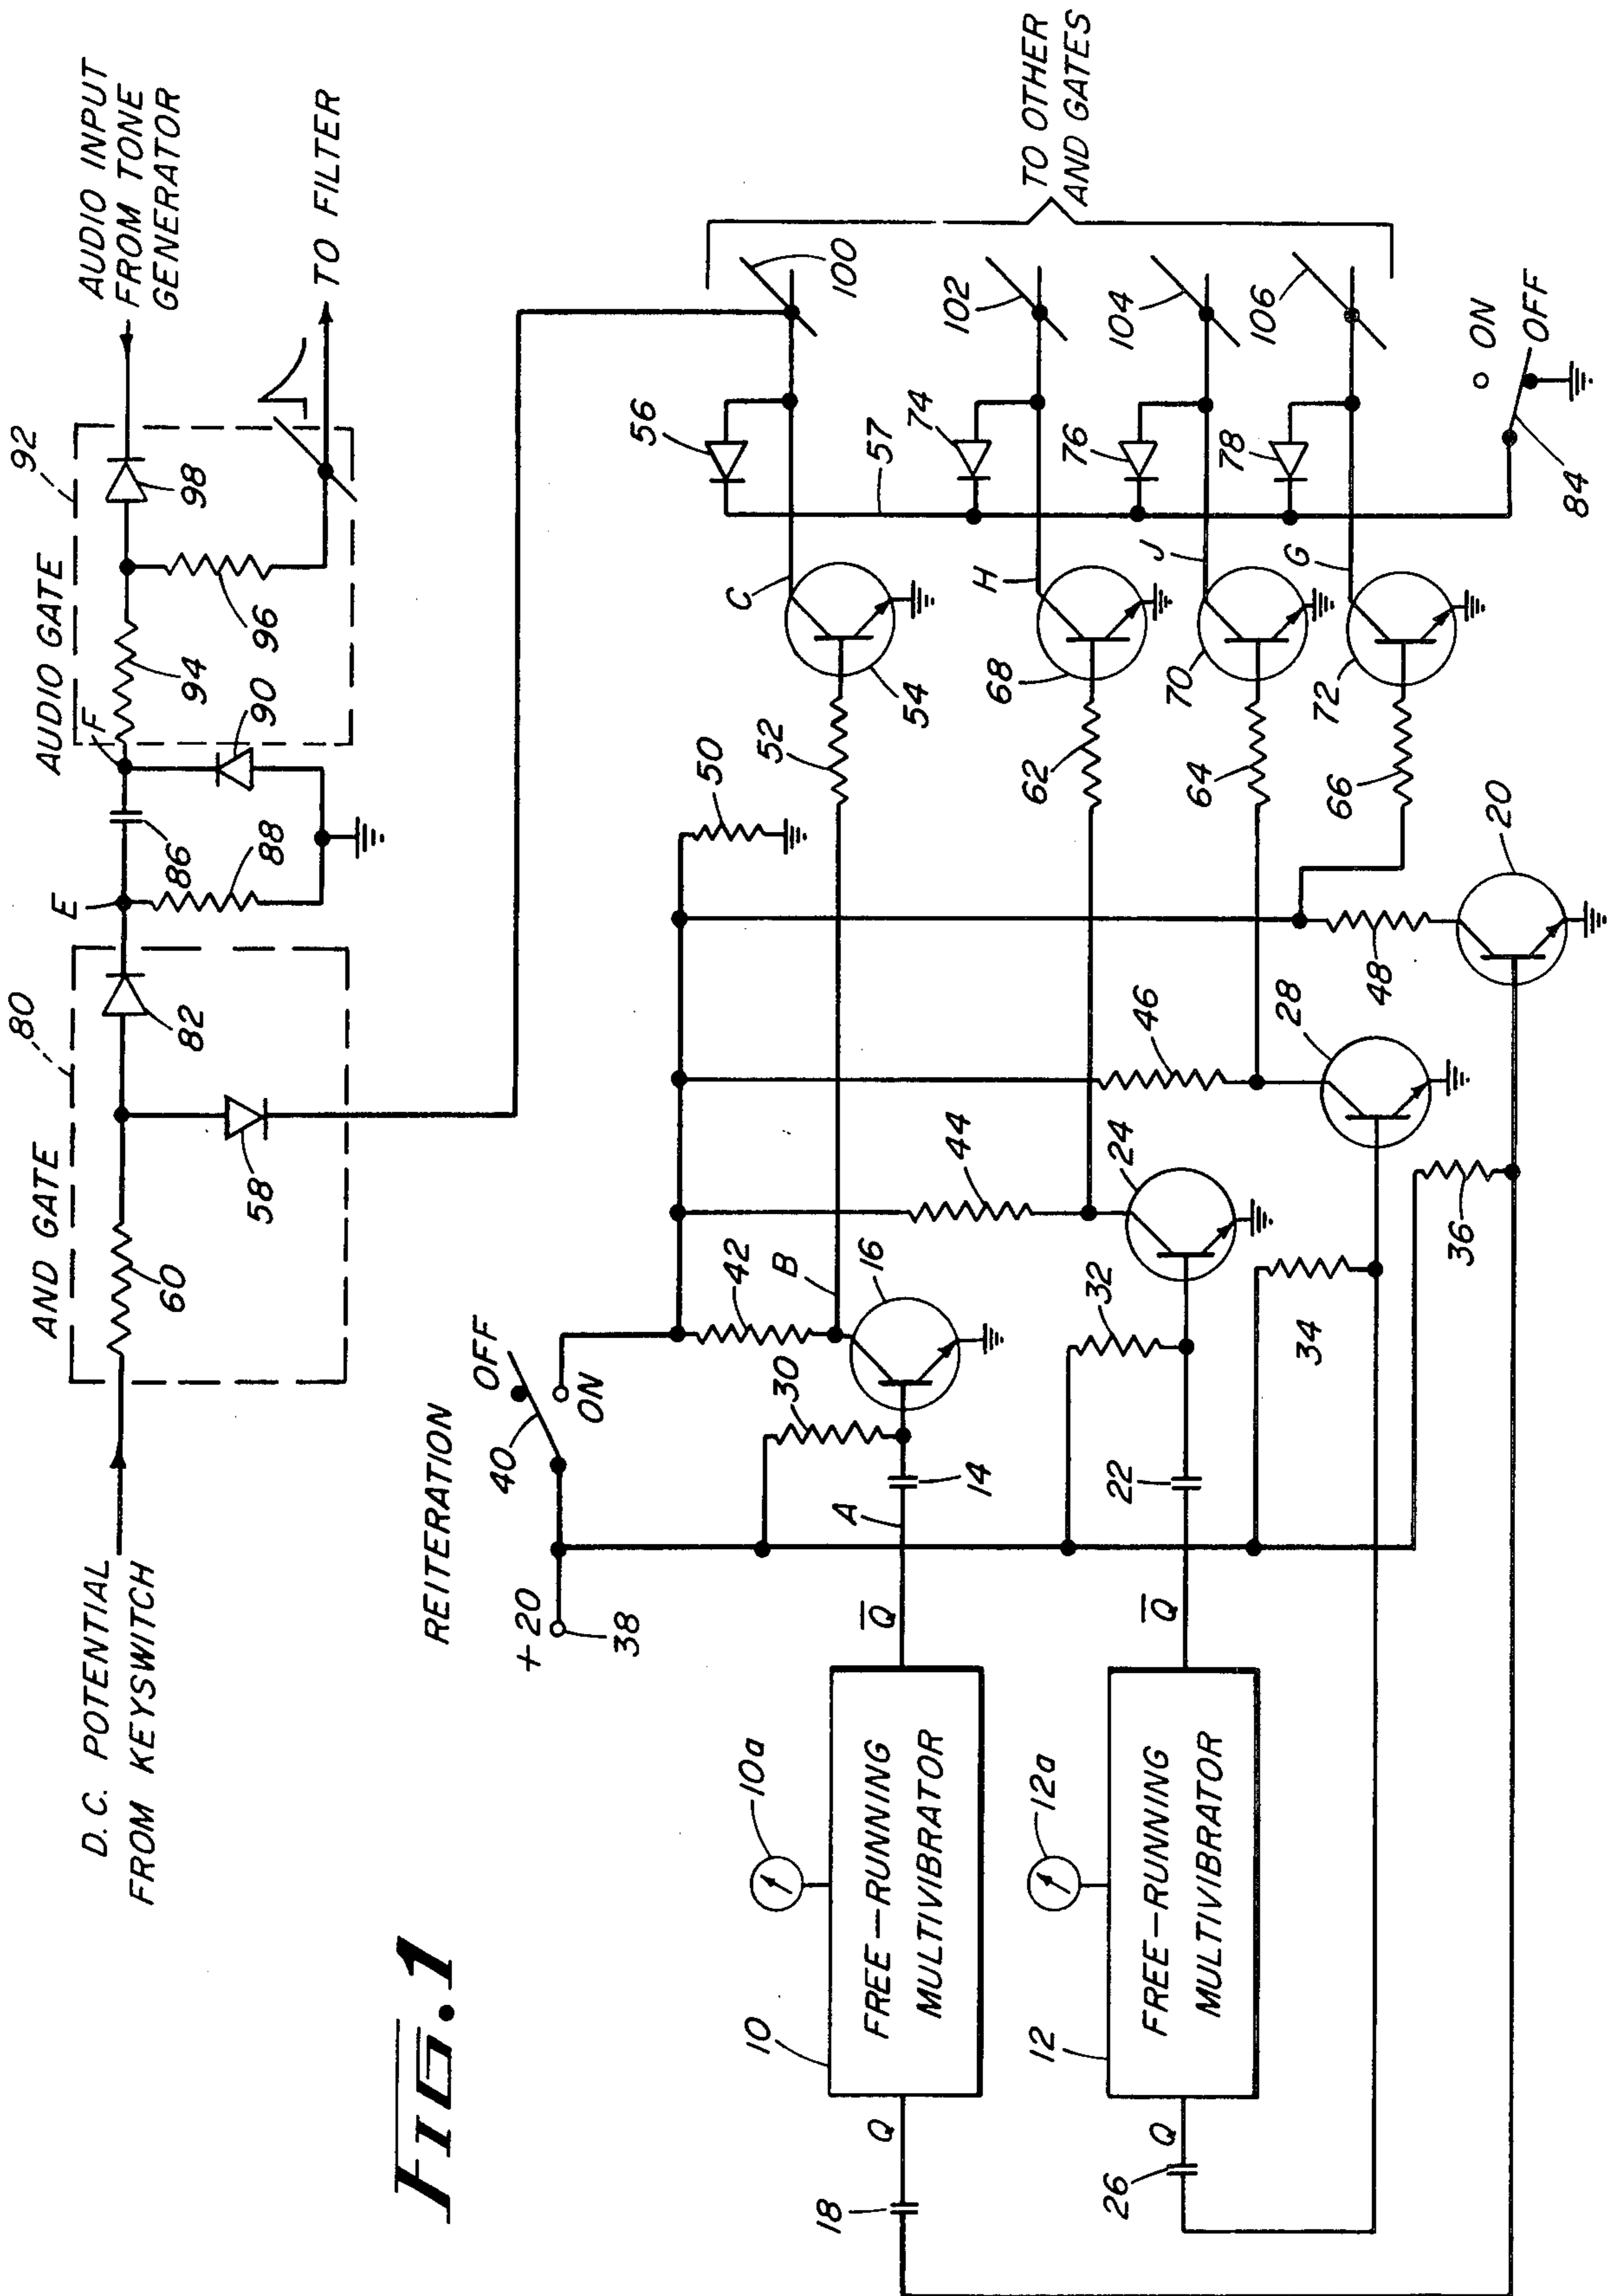 FIG.1
D.C. POTENTIAL
FROM KEYSWITCH
AND GATE
80
60
58
82
E
86
88
AUDIO GATE
F
90
92
94
96
98
AUDIO INPUT
FROM TONE
GENERATOR
TO FILTER
REITERATION
OFF
40
ON
+20
38
10a
10
FREE-RUNNING
MULTIVIBRATOR
Q
Q̅
18
A
14
30
16
B
42
50
52
54
C
56
57
100
12a
12
FREE-RUNNING
MULTIVIBRATOR
Q
Q̅
26
22
32
24
44
62
68
H
74
102
34
28
46
64
70
J
76
104
36
20
48
66
72
G
78
106
TO OTHER
AND GATES
ON
OFF
84